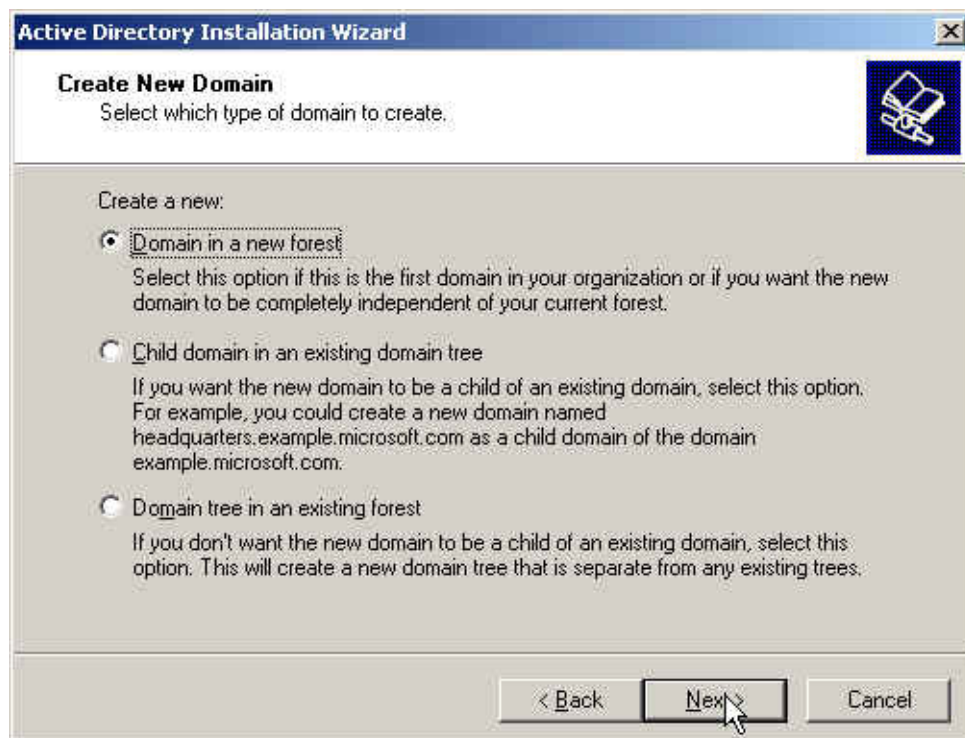 Active Directory Installation Wizard
Create New Domain
Select which type of domain to create.
Create a new:
Domain in a new forest
Select this option if this is the first domain in your organization or if you want the new
domain to be completely independent of your current forest.
Child domain in an existing domain tree
If you want the new domain to be a child of an existing domain, select this option.
For example, you could create a new domain named
headquarters.example.microsoft.com as a child domain of the domain
example.microsoft.com.
Domain tree in an existing forest
If you don't want the new domain to be a child of an existing domain, select this
option. This will create a new domain tree that is separate from any existing trees.
< Back
Next >
Cancel